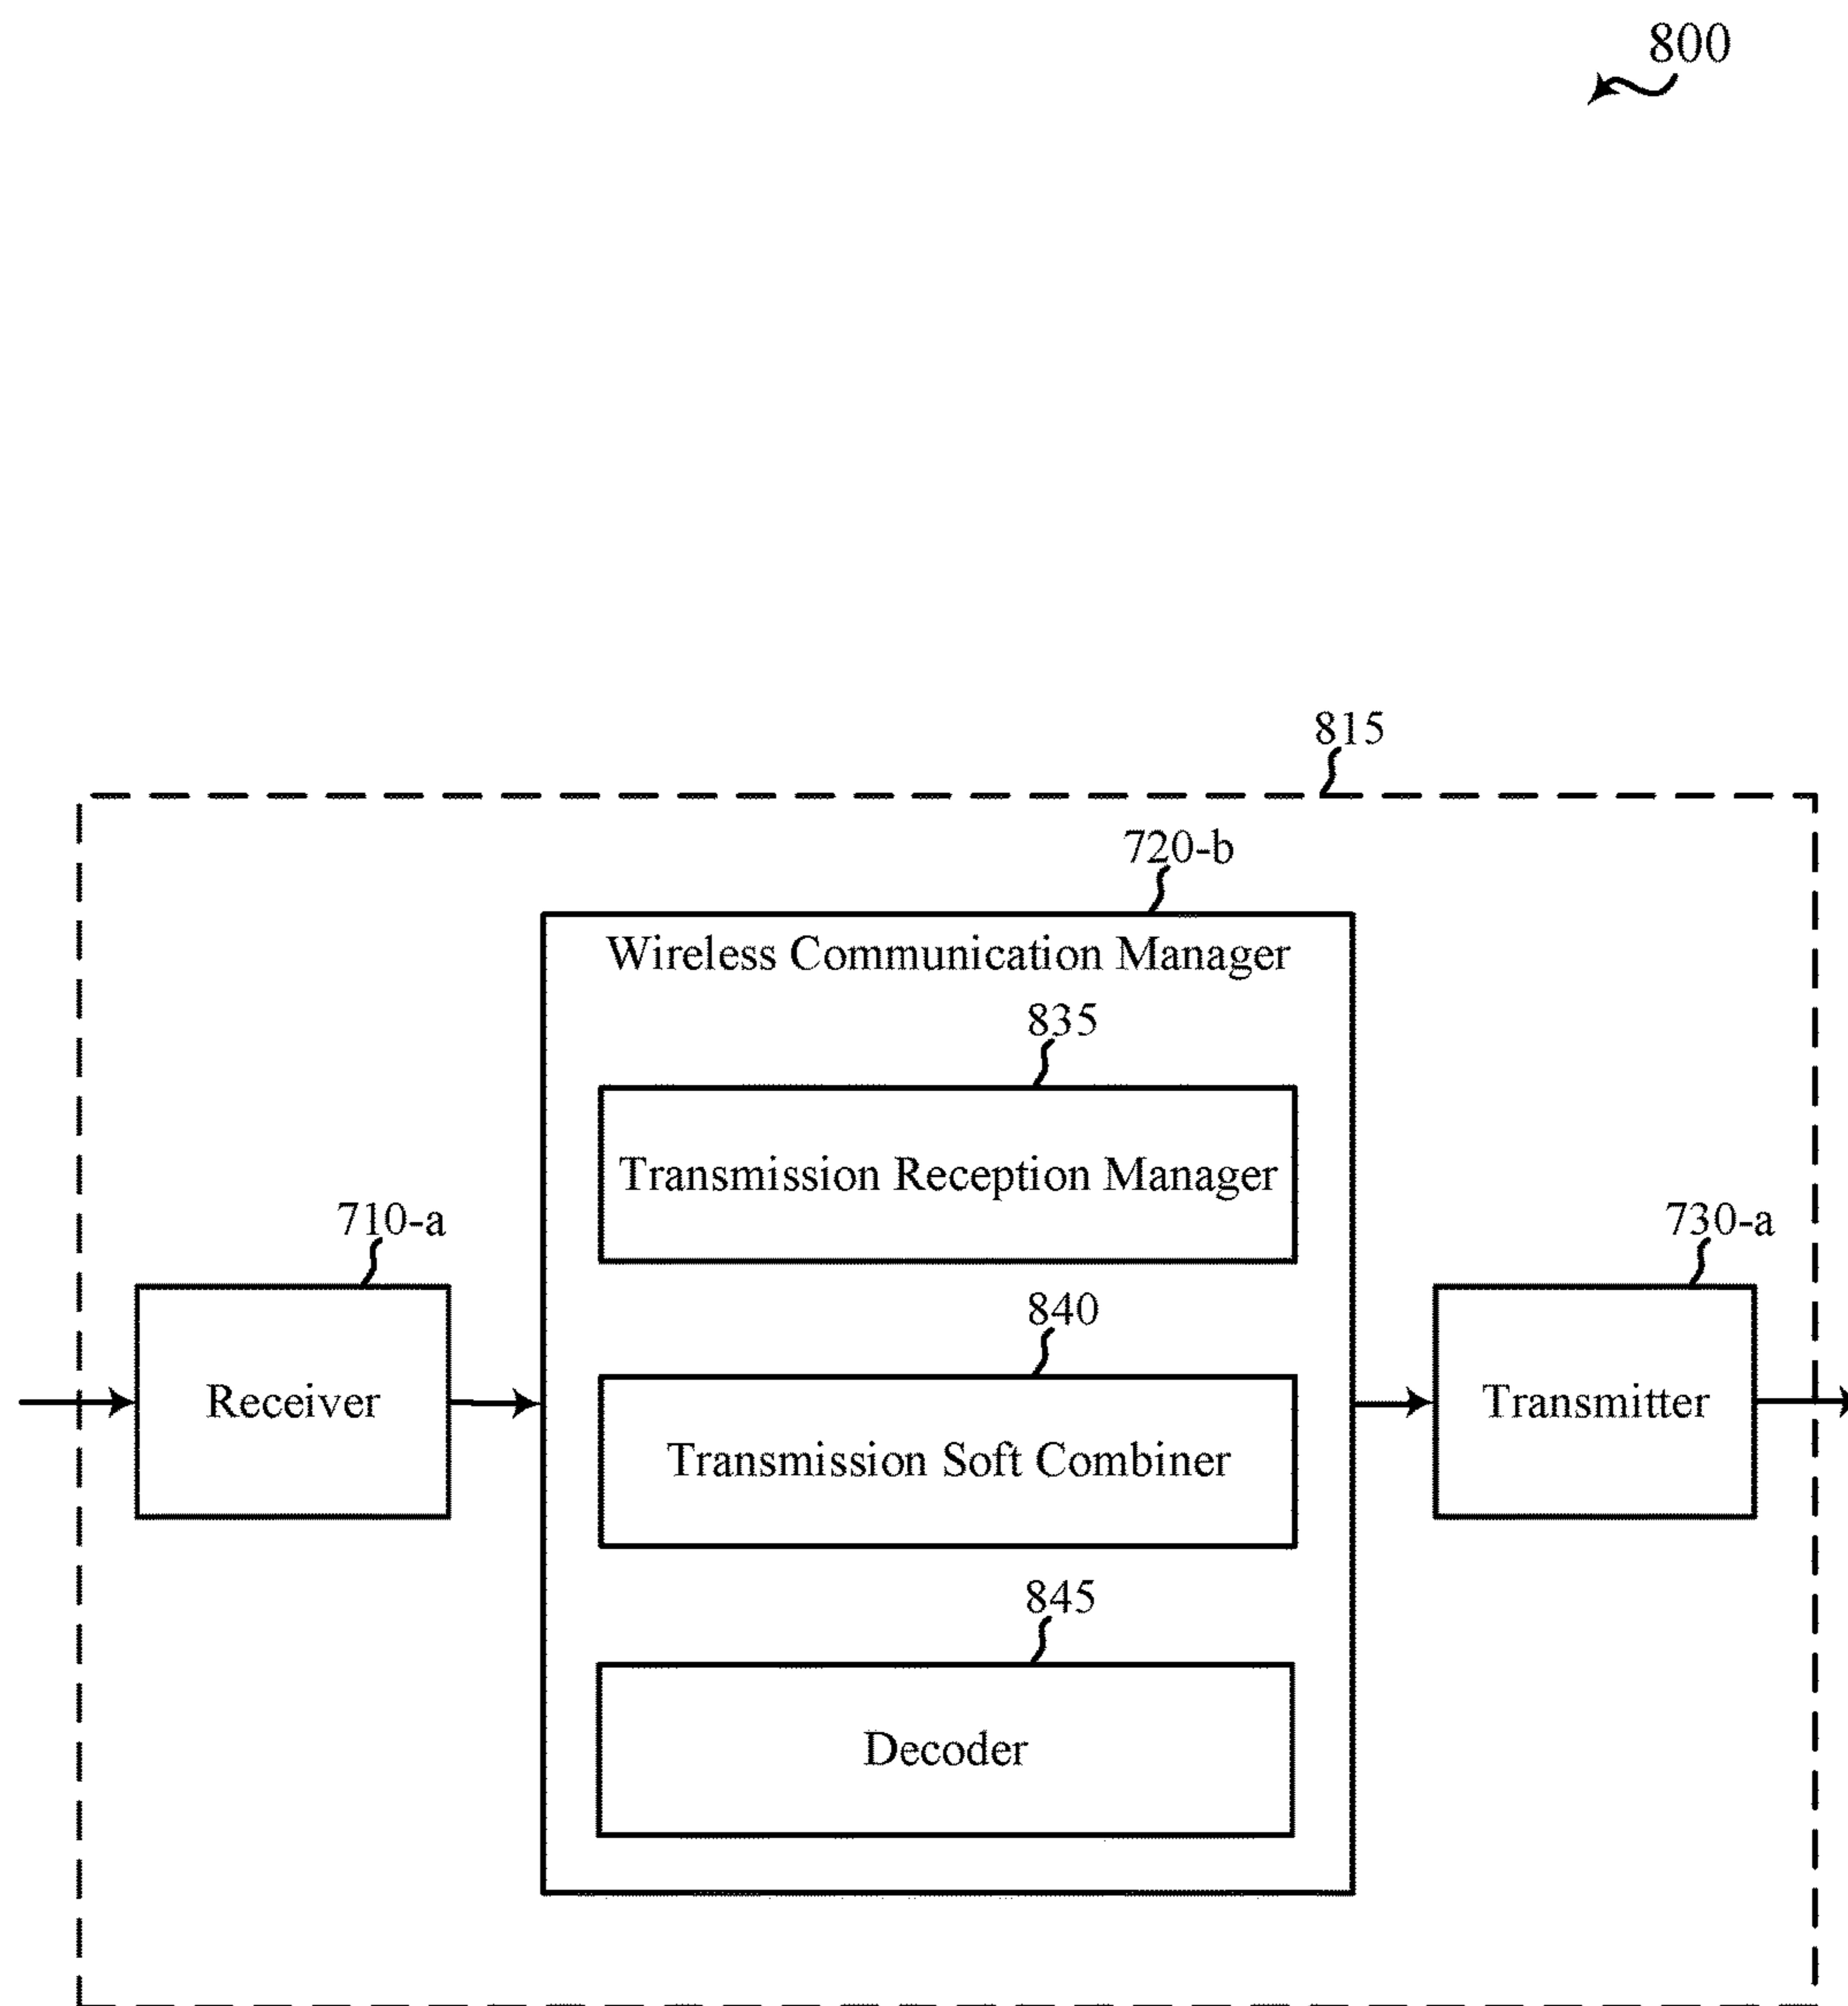 800
815
720-b
Wireless Communication Manager
835
Transmission Reception Manager
710-a
730-a
840
Receiver
Transmission Soft Combiner
Transmitter
845
Decoder